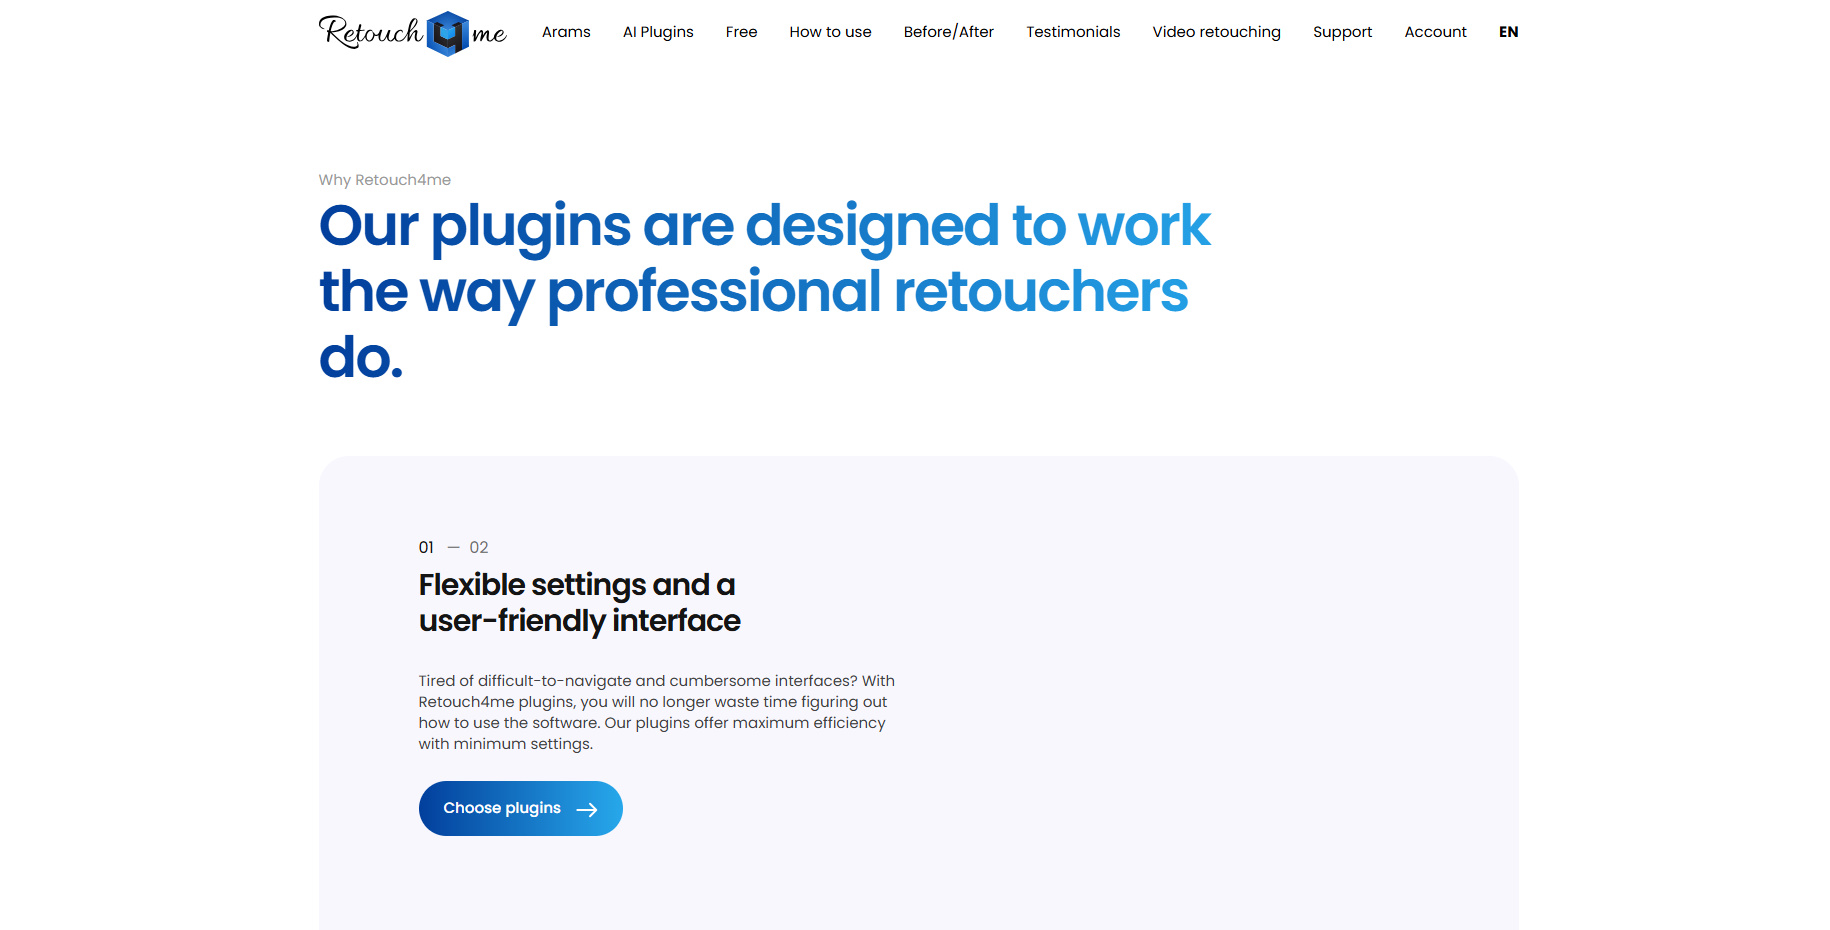 Retouch4me Arams AI Plugins Free How to use Before/After Testimonials Video retouching Support Account EN
Why Retouch4me
Our plugins are designed to work
the way professional retouchers
do.
01 — 02
Flexible settings and a
user-friendly interface
Tired of difficult-to-navigate and cumbersome interfaces? With
Retouch4me plugins, you will no longer waste time figuring out
how to use the software. Our plugins offer maximum efficiency
with minimum settings.
Choose plugins →